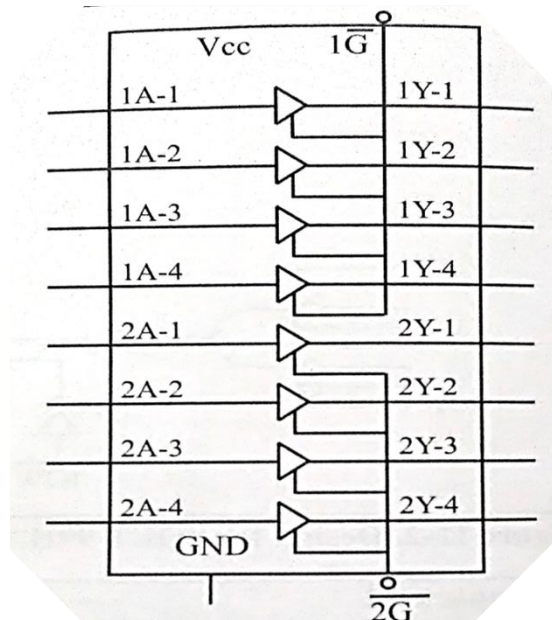 Vcc 1G̅
1A-1 1Y-1
1A-2 1Y-2
1A-3 1Y-3
1A-4 1Y-4
2A-1 2Y-1
2A-2 2Y-2
2A-3 2Y-3
2A-4 2Y-4
GND
2̅G̅